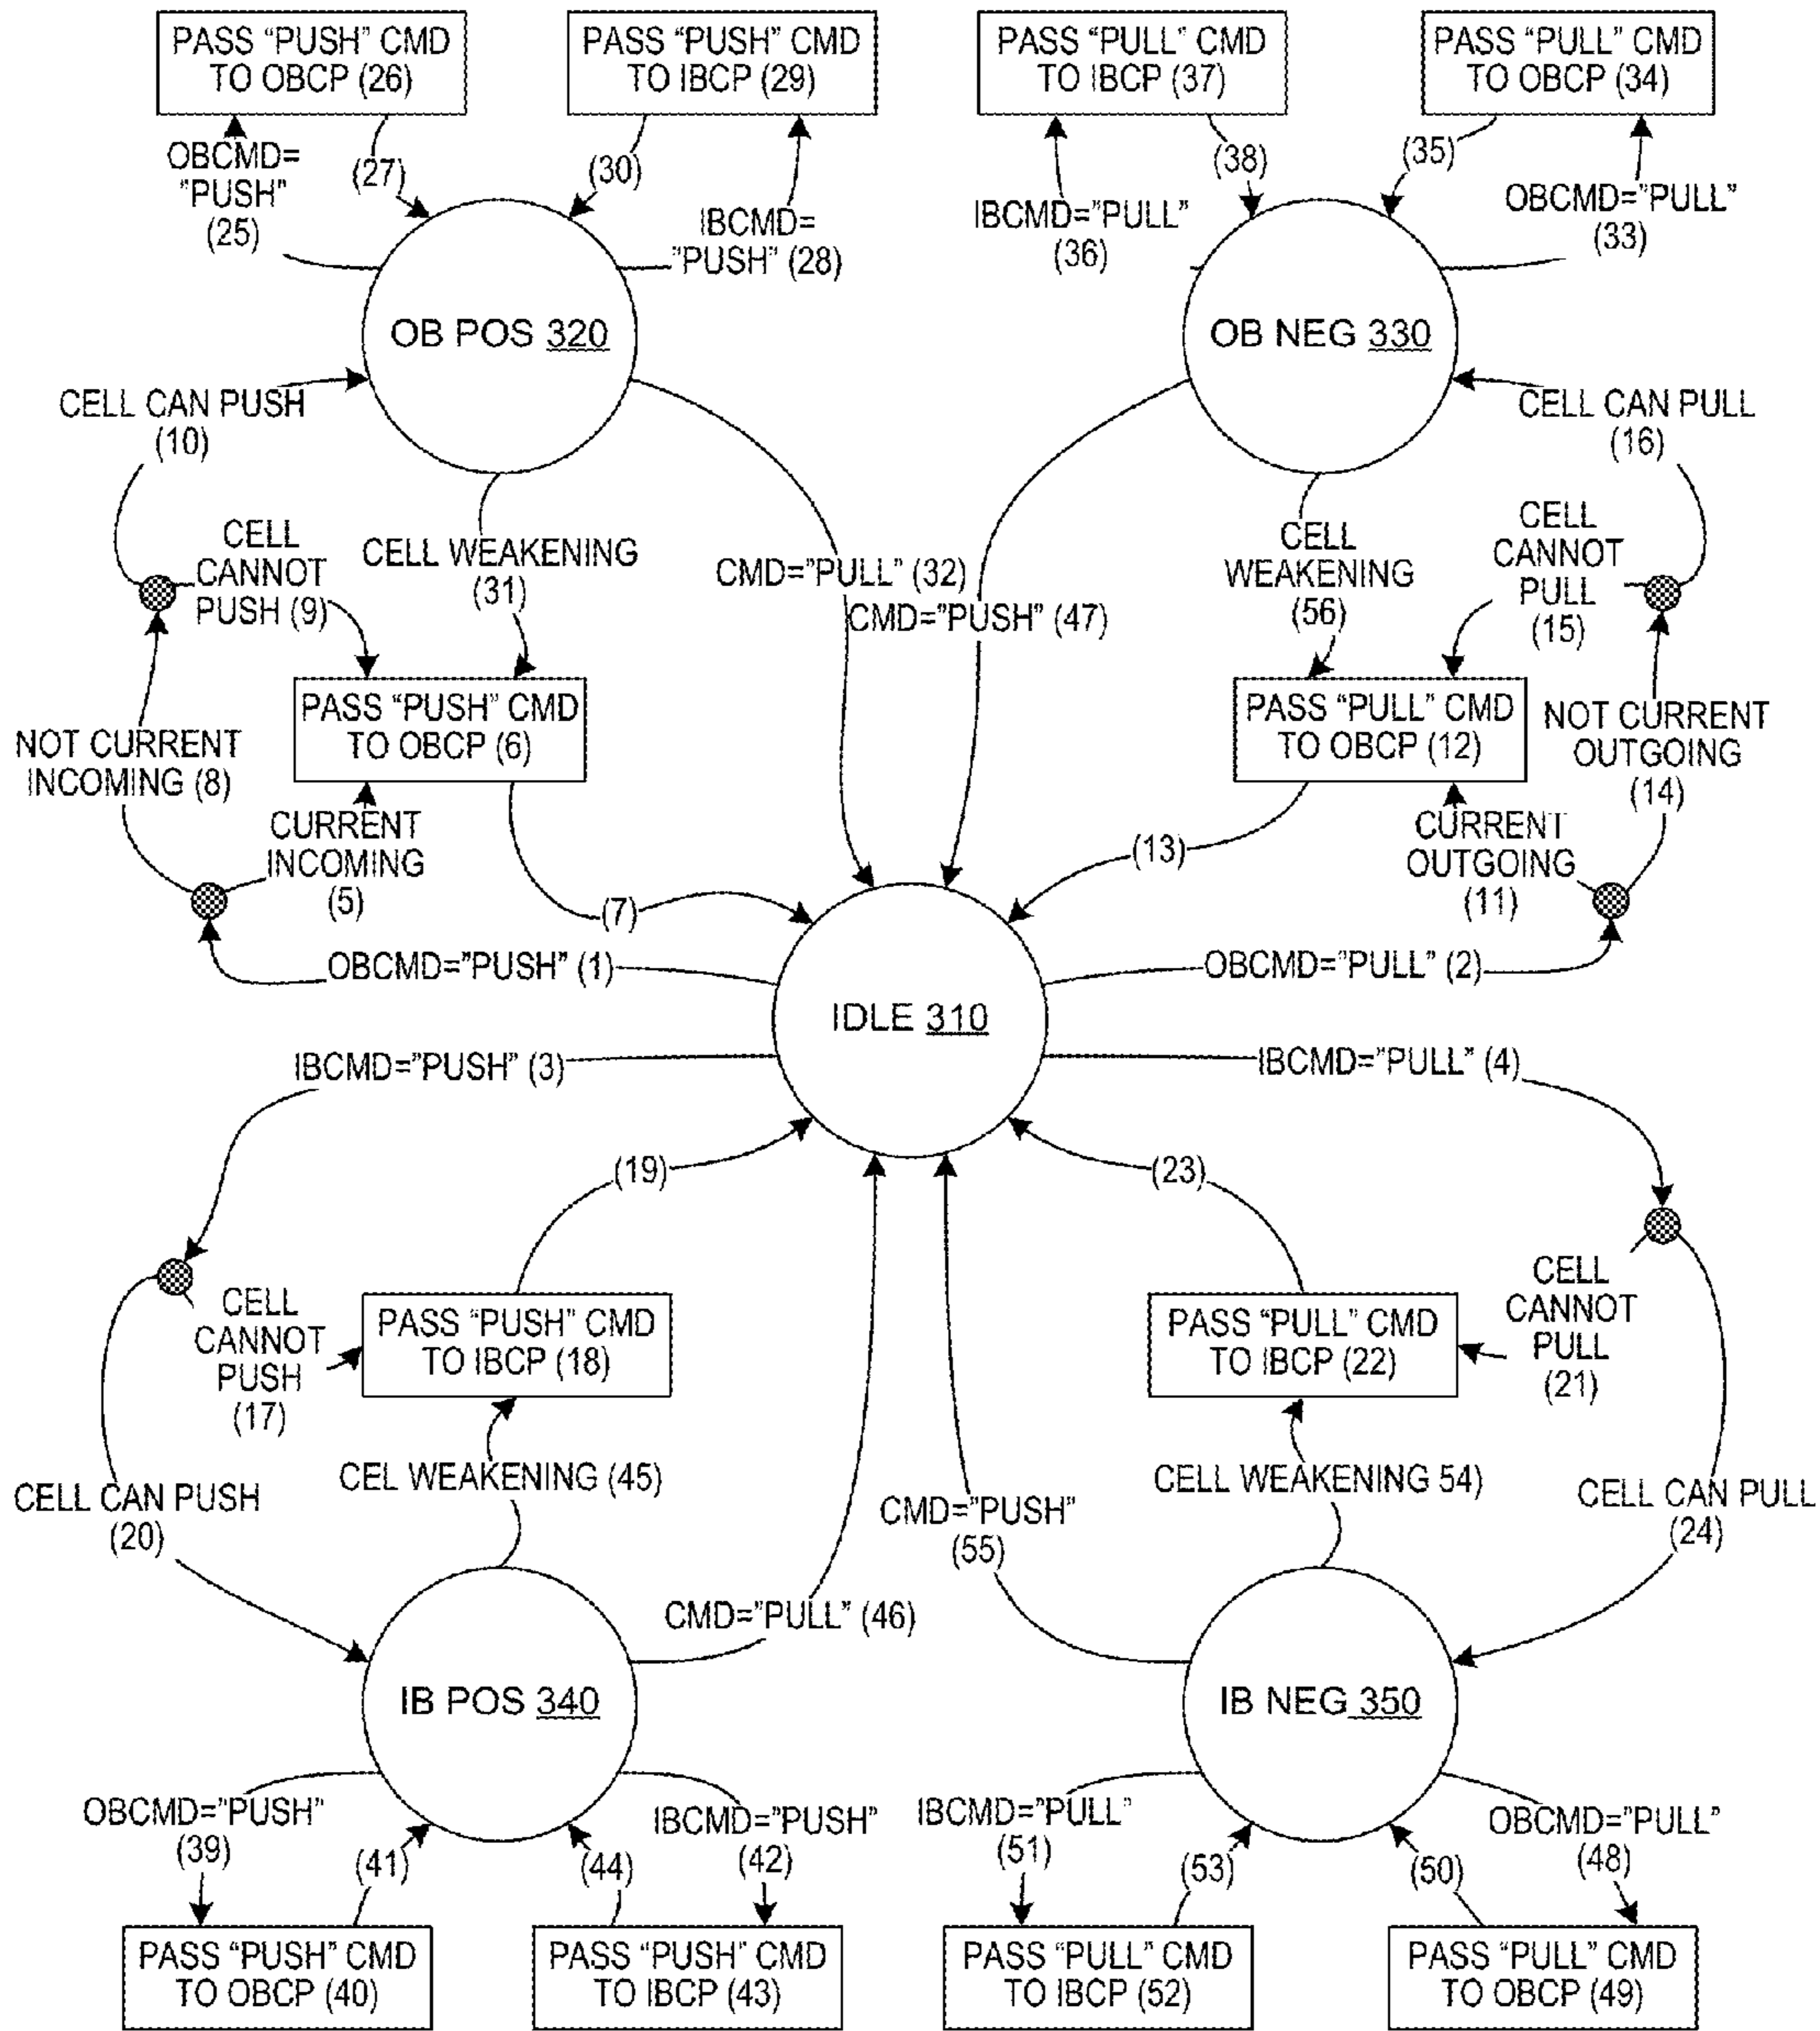 PASS “PUSH” CMD
TO OBCP (26)
PASS “PUSH” CMD
TO IBCP (29)
PASS “PULL” CMD
TO IBCP (37)
PASS “PULL” CMD
TO OBCP (34)
OBCMD=
"PUSH"
(25)
(27)
(30)
IBCMD=
"PUSH" (28)
(38)
IBCMD="PULL"
(36)
(35)
OBCMD="PULL"
(33)
OB POS 320
OB NEG 330
CELL CAN PUSH
(10)
CELL CAN PULL
(16)
CELL
CANNOT
PUSH (9)
CELL WEAKENING
(31)
CMD="PULL" (32)
CMD="PUSH" (47)
CELL
WEAKENING
(56)
CELL
CANNOT
PULL
(15)
NOT CURRENT
INCOMING (8)
PASS “PUSH” CMD
TO OBCP (6)
PASS “PULL” CMD
TO OBCP (12)
NOT CURRENT
OUTGOING
(14)
CURRENT
INCOMING
(5)
(7)
(13)
CURRENT
OUTGOING
(11)
OBCMD="PUSH" (1)
OBCMD="PULL" (2)
IDLE 310
IBCMD="PUSH" (3)
IBCMD="PULL" (4)
(19)
(23)
CELL
CANNOT
PUSH
(17)
PASS “PUSH” CMD
TO IBCP (18)
PASS “PULL” CMD
TO IBCP (22)
CELL
CANNOT
PULL
(21)
CELL CAN PUSH
(20)
CEL WEAKENING (45)
CMD="PUSH"
(55)
CELL WEAKENING 54)
CELL CAN PULL
(24)
CMD="PULL" (46)
IB POS 340
IB NEG 350
OBCMD="PUSH"
(39)
(41)
(44)
IBCMD="PUSH"
(42)
IBCMD="PULL"
(51)
(53)
(50)
OBCMD="PULL"
(48)
PASS “PUSH” CMD
TO OBCP (40)
PASS “PUSH” CMD
TO IBCP (43)
PASS “PULL” CMD
TO IBCP (52)
PASS “PULL” CMD
TO OBCP (49)